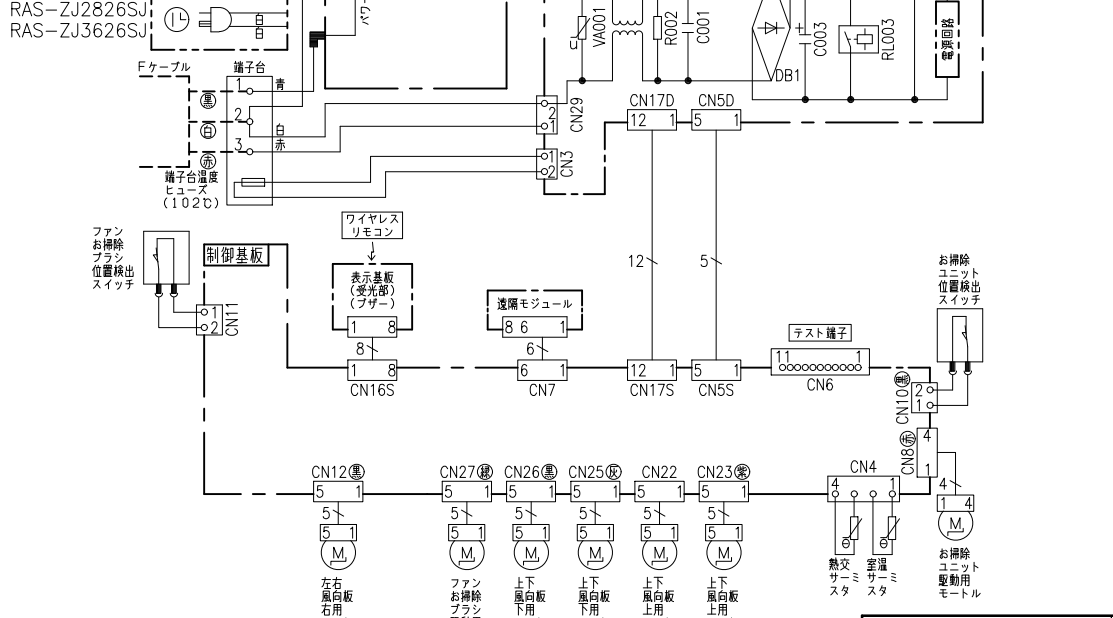 RAS-ZJ2826SJ
RAS-ZJ3626SJ
白
白
VA001
R002
C001
DB1
C003
RL003
電源回路
Fケーブル
端子台
1
青
黒
2
白
白
赤
3
赤
端子台温度
ヒューズ
(102℃)
2
1
CN29
1
2
CN3
CN17D
12 1
CN5D
5 1
12
5
ファン
お掃除
ブラシ
位置検出
スイッチ
制御基板
1
2
CN11
ワイヤレス
リモコン
表示基板
(受光部)
(ブザー)
1 8
8
1 8
CN16S
遠隔モジュール
8 6 1
6
6 1
CN7
12 1
CN17S
5 1
CN5S
テスト端子
11 1
CN6
お掃除
ユニット
位置検出
スイッチ
2
1
CN10 黒
4
1
CN8 赤
4
1 4
M
お掃除
ユニット
駆動用
モートル
CN12 黒
5 1
5
5 1
M
左右
風向板
右用
CN27
5 1
5
5 1
M
ファン
お掃除
ブラシ
CN26 黒
5 1
5
5 1
M
上下
風向板
下用
CN25 灰
5 1
5
5 1
M
上下
風向板
下用
CN22
5 1
5
5 1
M
上下
風向板
上用
CN23 紫
5 1
5
5 1
M
上下
風向板
上用
CN4
4 1
θ
θ
熱交
サーミ
スタ
室温
サーミ
スタ